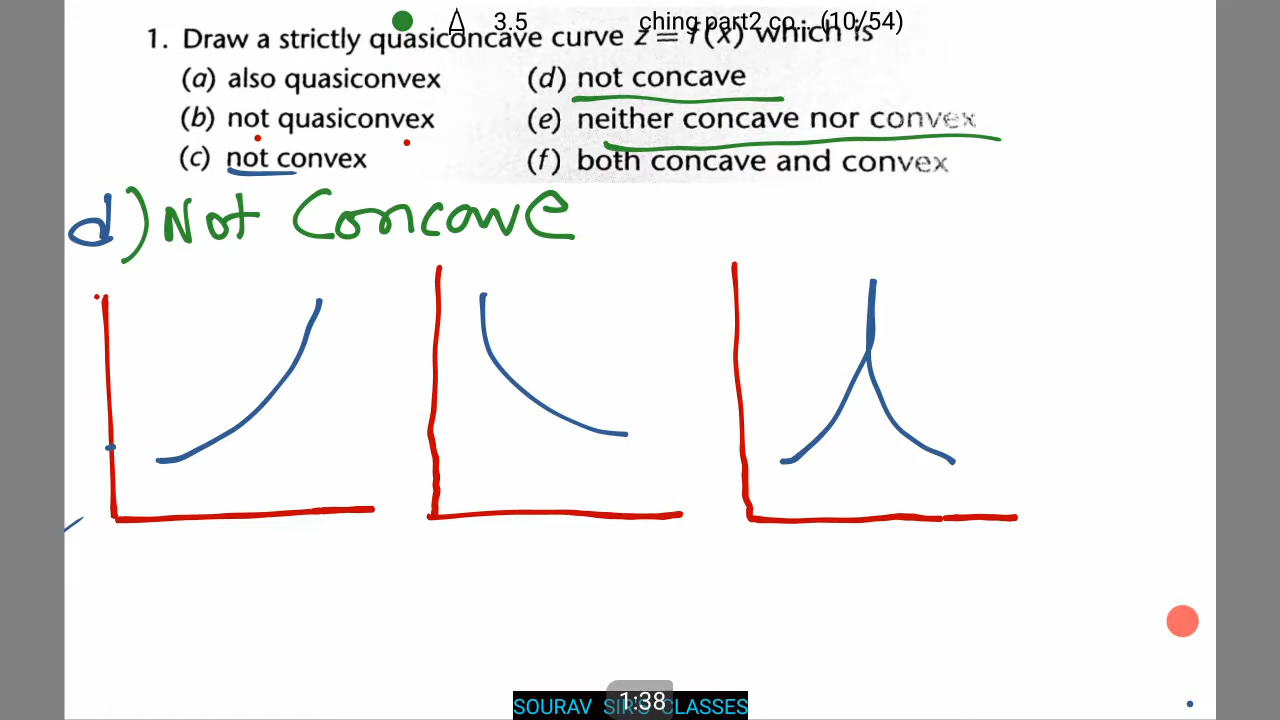 3.5 ching part2 co... (10/54)
1. Draw a strictly quasiconcave curve z = f(x) which is
(a) also quasiconvex (d) not concave
(b) not quasiconvex (e) neither concave nor convex
(c) not convex (f) both concave and convex
d) Not Concave
SOURAV SIR'S CLASSES
1:38